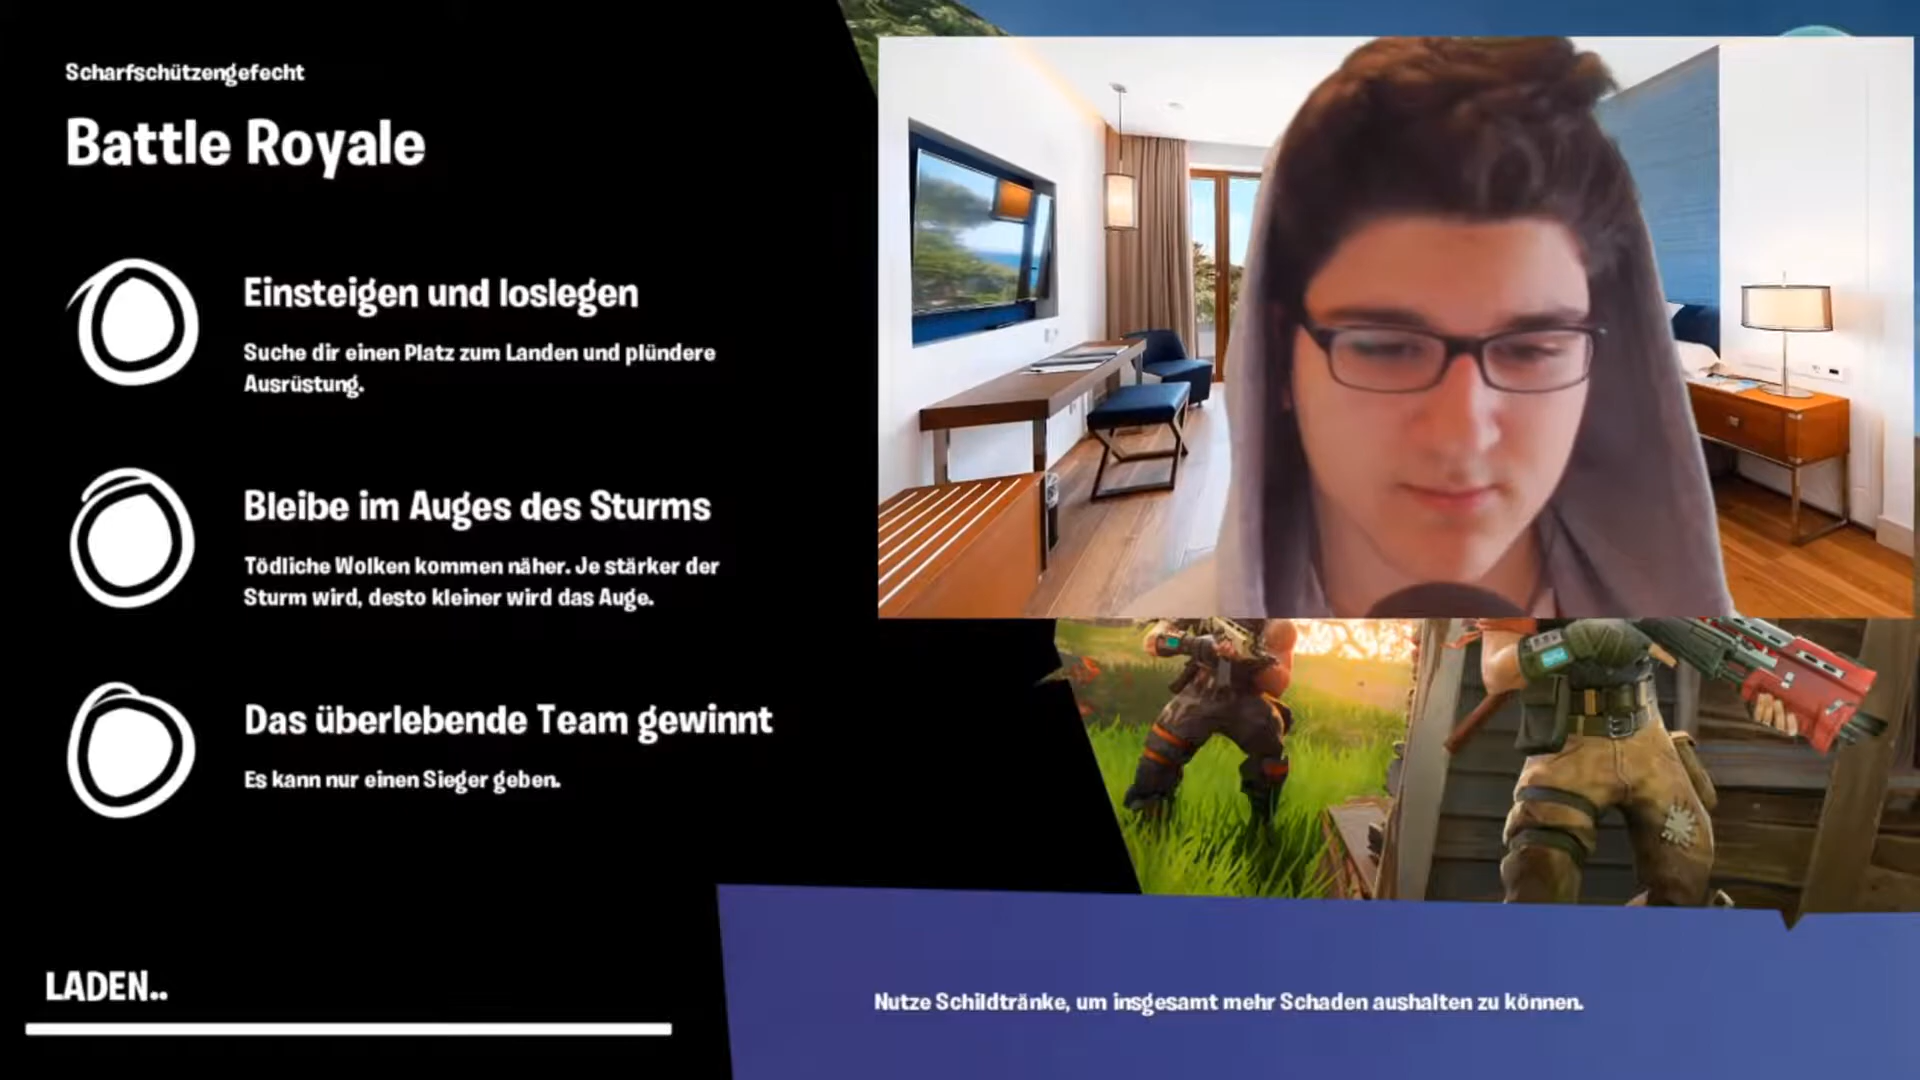 Scharfschützengefecht
Battle Royale
Einsteigen und loslegen
Suche dir einen Platz zum Landen und plündere
Ausrüstung.
Bleibe im Auges des Sturms
Tödliche Wolken kommen näher. Je stärker der
Sturm wird, desto kleiner wird das Auge.
Das überlebende Team gewinnt
Es kann nur einen Sieger geben.
LADEN..
Nutze Schildtränke, um insgesamt mehr Schaden aushalten zu können.